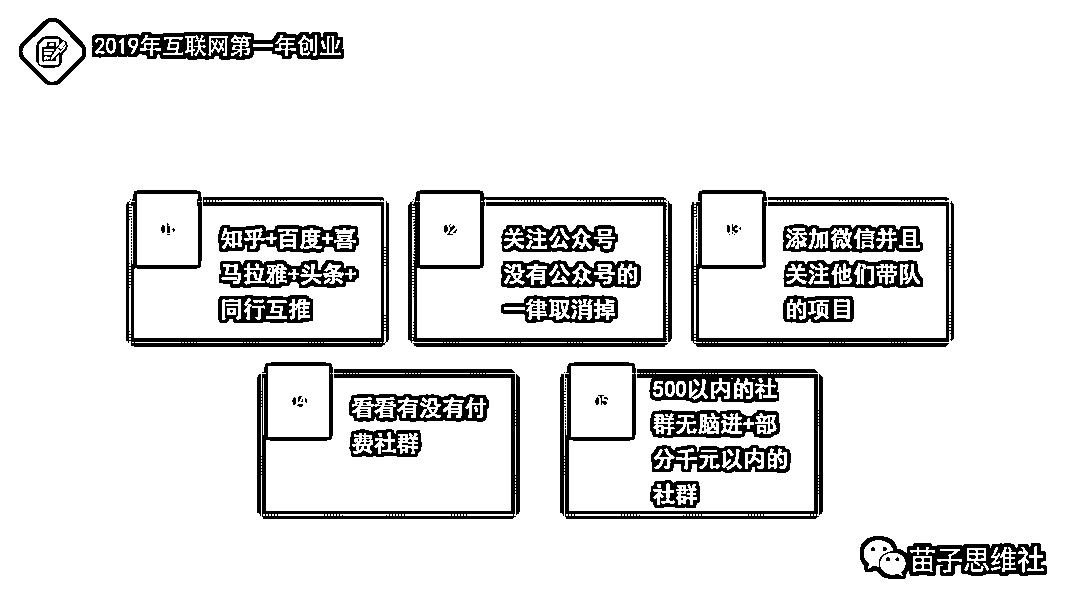 2019年互联网第一年创业
01
知乎+百度+喜
马拉雅+头条+
同行互推
02
关注公众号
没有公众号的
一律取消掉
03
添加微信并且
关注他们带队
的项目
04
看看有没有付
费社群
05
500以内的社
群无脑进+部
分千元以内的
社群
苗子思维社